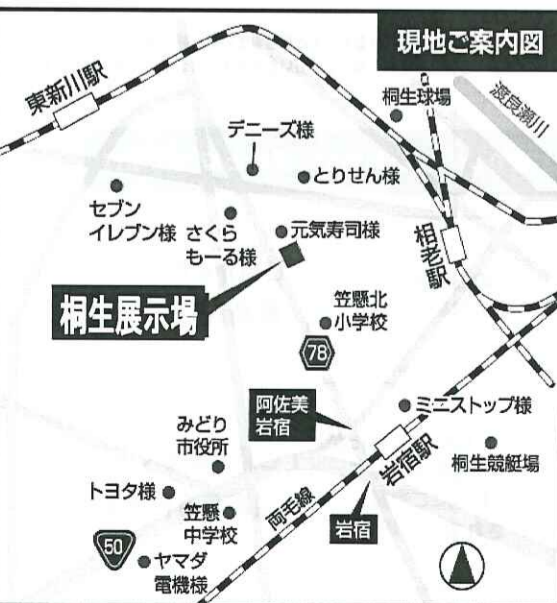 現地ご案内図
東新川駅
桐生球場
渡良瀬川
デニーズ様
とりせん様
セブン
イレブン様
さくら
もーる様
元気寿司様
相老駅
桐生展示場
笠懸北
小学校
78
阿佐美
岩宿
ミニストップ様
みどり
市役所
岩宿駅
桐生競艇場
トヨタ様
笠懸
中学校
両毛線
岩宿
50
ヤマダ
電機様